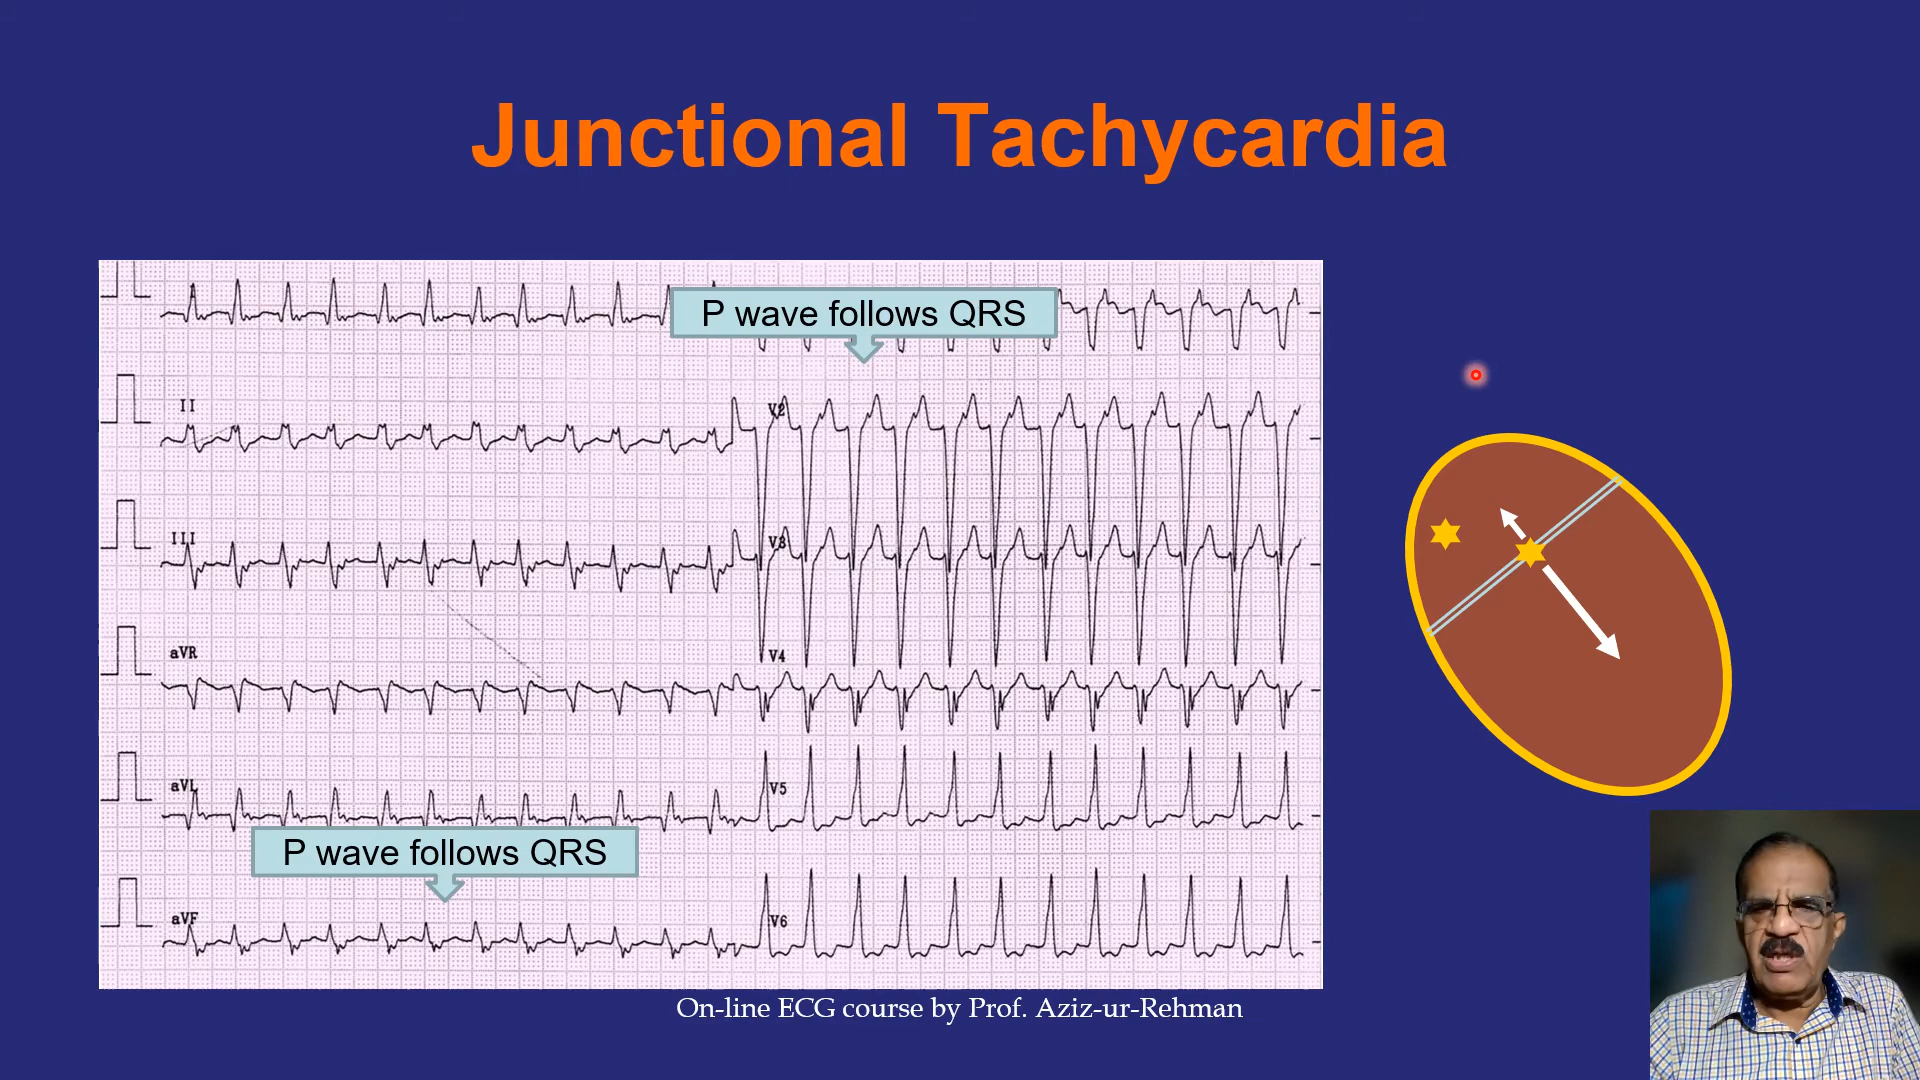 Junctional Tachycardia
P wave follows QRS
II
V2
III
V3
aVR
V4
aVL
V5
P wave follows QRS
aVF
V6
On-line ECG course by Prof. Aziz-ur-Rehman